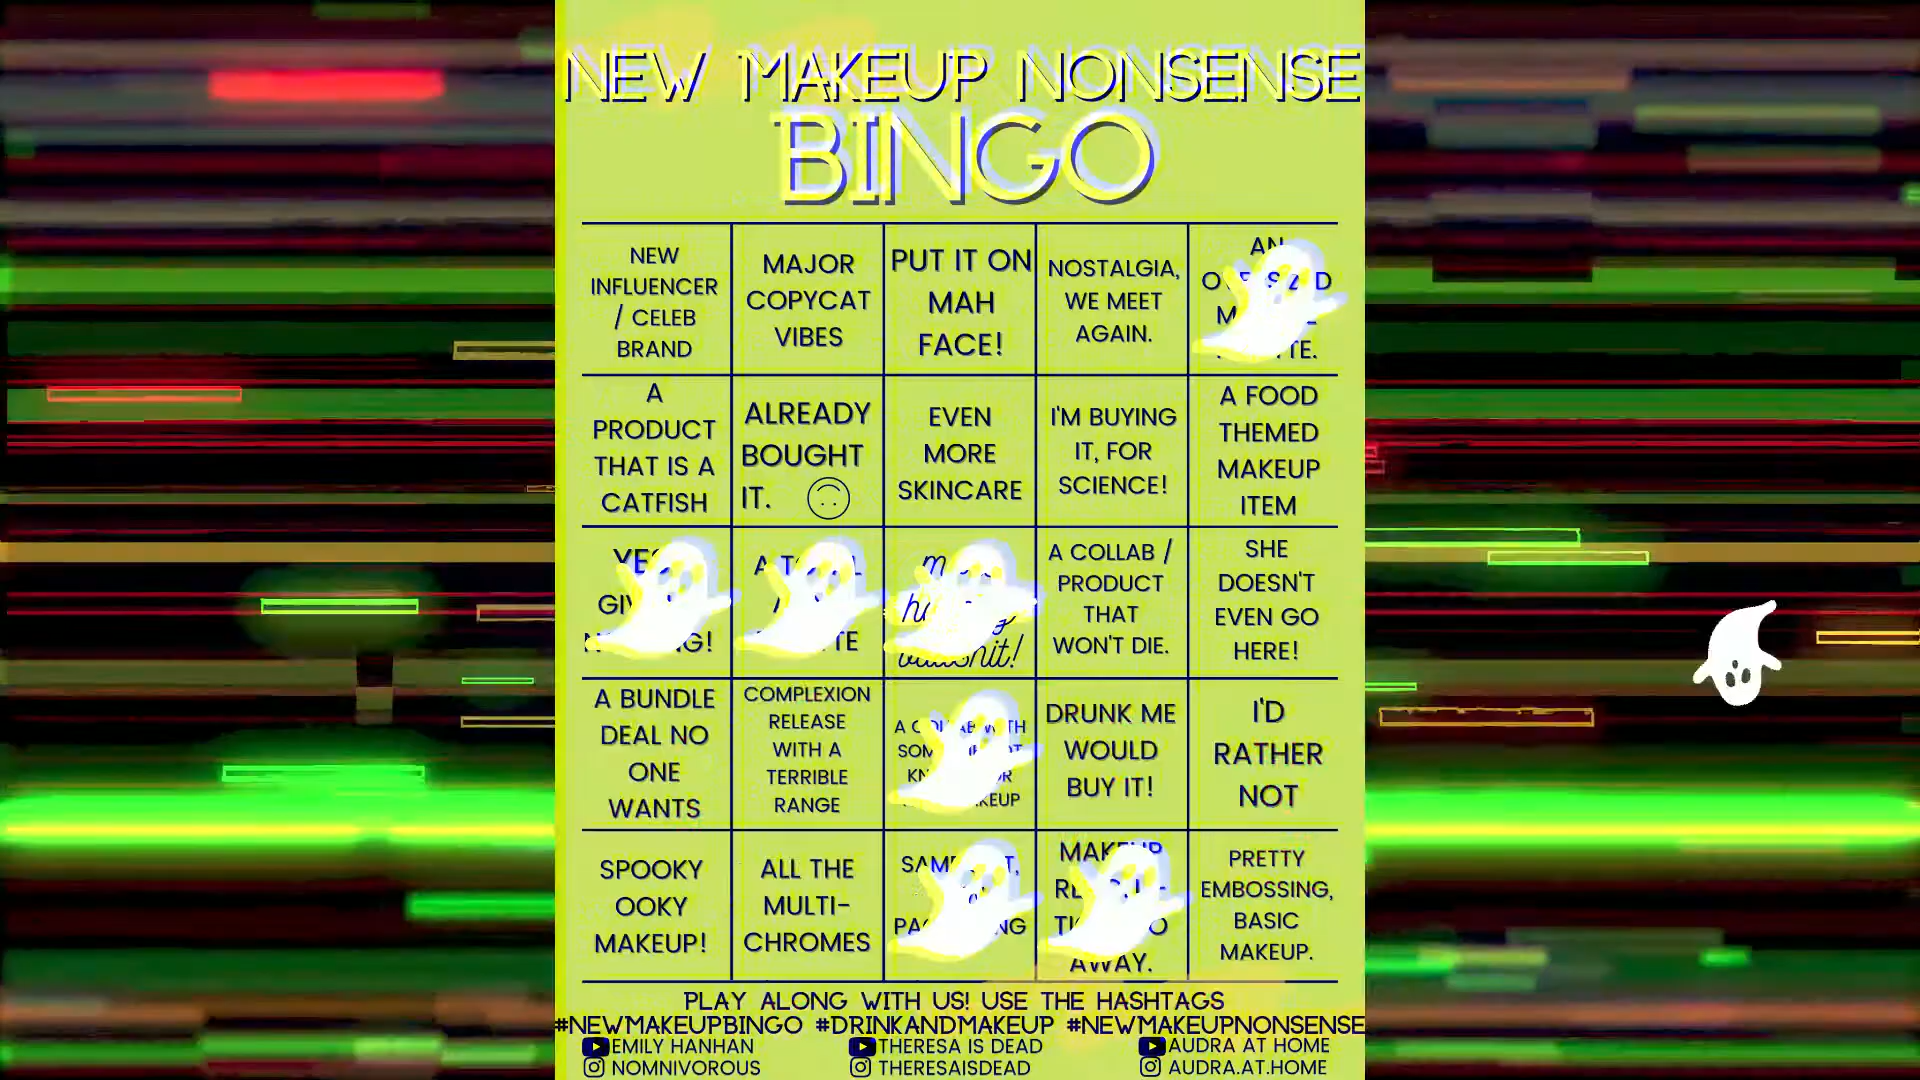 NEW MAKEUP NONSENSE
BINGO
NEW
INFLUENCER
/ CELEB
BRAND
MAJOR
COPYCAT
VIBES
PUT IT ON
MAH
FACE!
NOSTALGIA,
WE MEET
AGAIN.
AN
A
PRODUCT
THAT IS A
CATFISH
ALREADY
BOUGHT
IT.
EVEN
MORE
SKINCARE
I'M BUYING
IT, FOR
SCIENCE!
A FOOD
THEMED
MAKEUP
ITEM
A
A COLLAB /
PRODUCT
THAT
WON'T DIE.
SHE
DOESN'T
EVEN GO
HERE!
A BUNDLE
DEAL NO
ONE
WANTS
COMPLEXION
RELEASE
WITH A
TERRIBLE
RANGE
A COLLAB WITH
DRUNK ME
WOULD
BUY IT!
I'D
RATHER
NOT
SPOOKY
OOKY
MAKEUP!
ALL THE
MULTI-
CHROMES
MAKEUP
AWAY.
PRETTY
EMBOSSING,
BASIC
MAKEUP.
PLAY ALONG WITH US! USE THE HASHTAGS
#NEWMAKEUPBINGO #DRINKANDMAKEUP #NEWMAKEUPNONSENSE
EMILY HANHAN
NOMNIVOROUS
THERESA IS DEAD
THERESAISDEAD
AUDRA AT HOME
AUDRA.AT.HOME